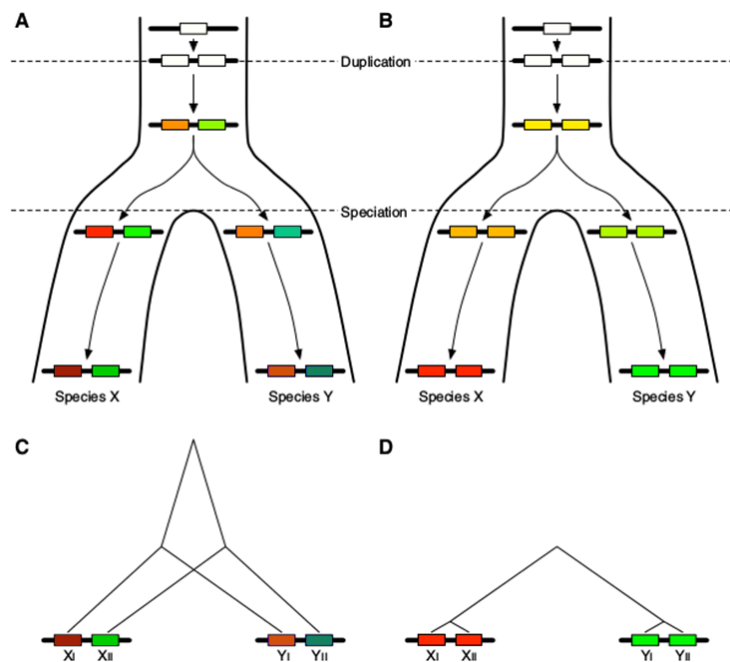 A
B
Duplication
Speciation
Species X
Species Y
Species X
Species Y
C
D
XI
XII
YI
YII
XI
XII
YI
YII